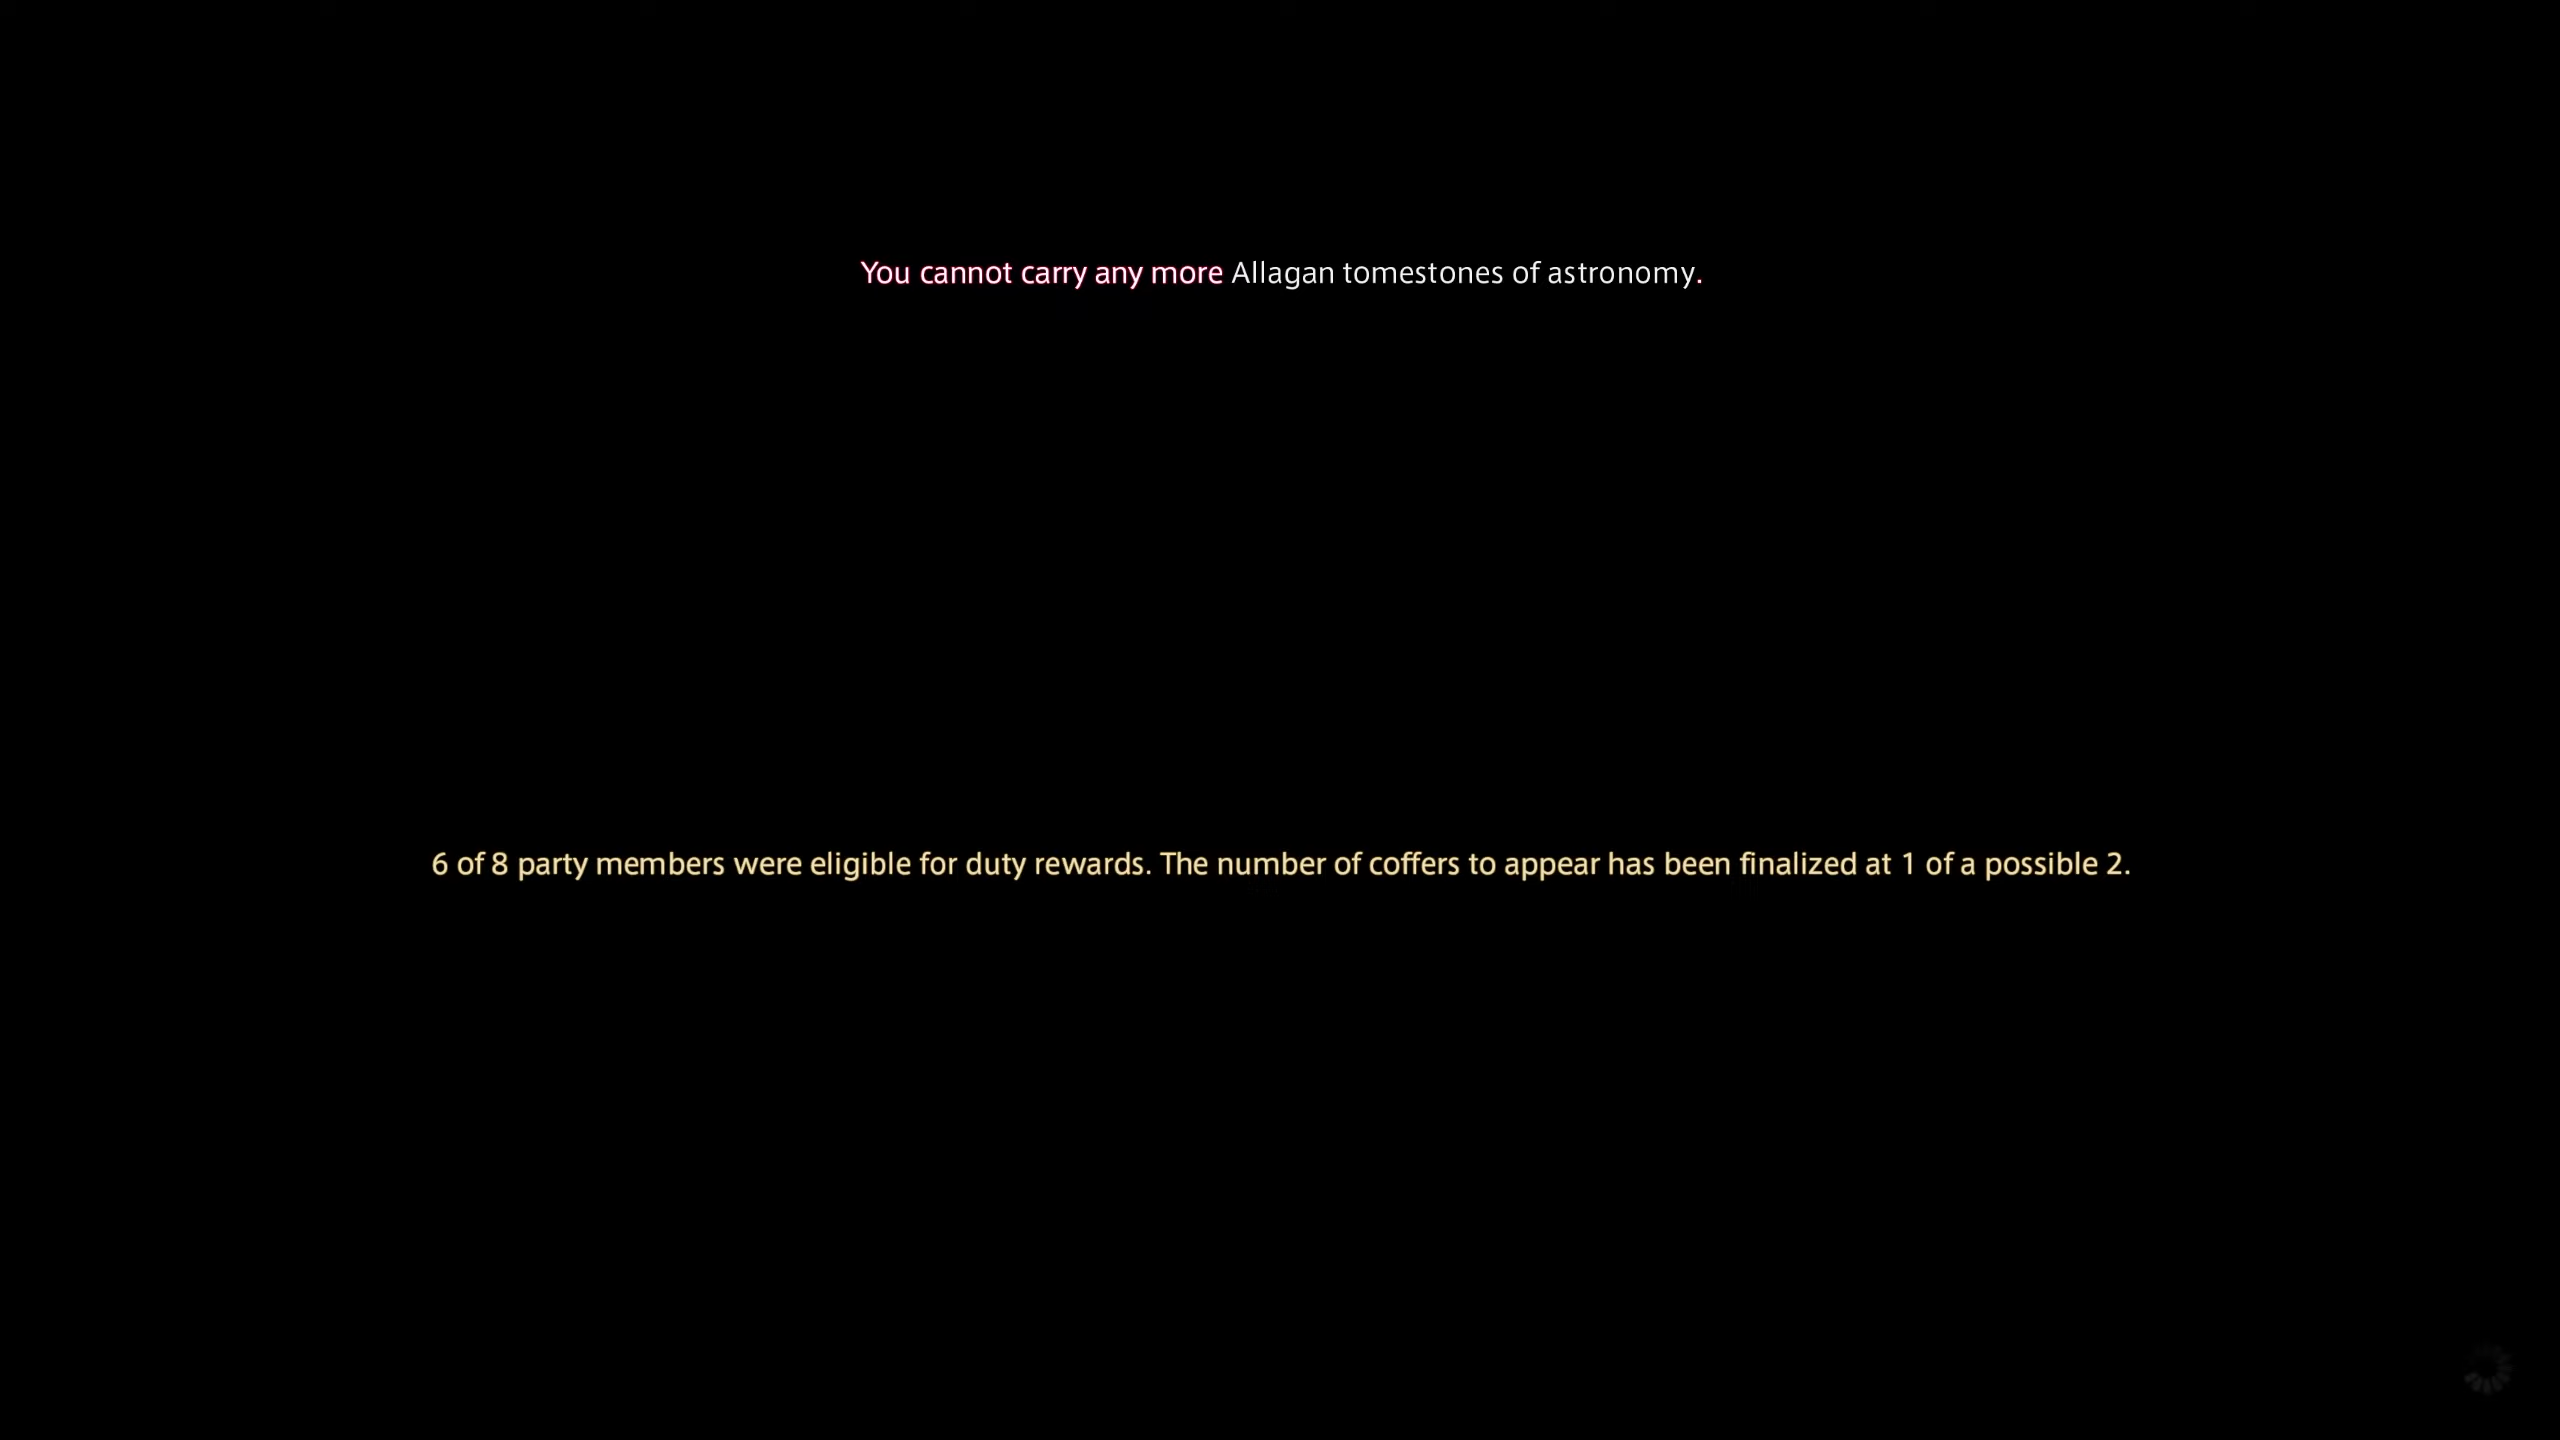 You cannot carry any more Allagan tomestones of astronomy.
6 of 8 party members were eligible for duty rewards. The number of coffers to appear has been finalized at 1 of a possible 2.